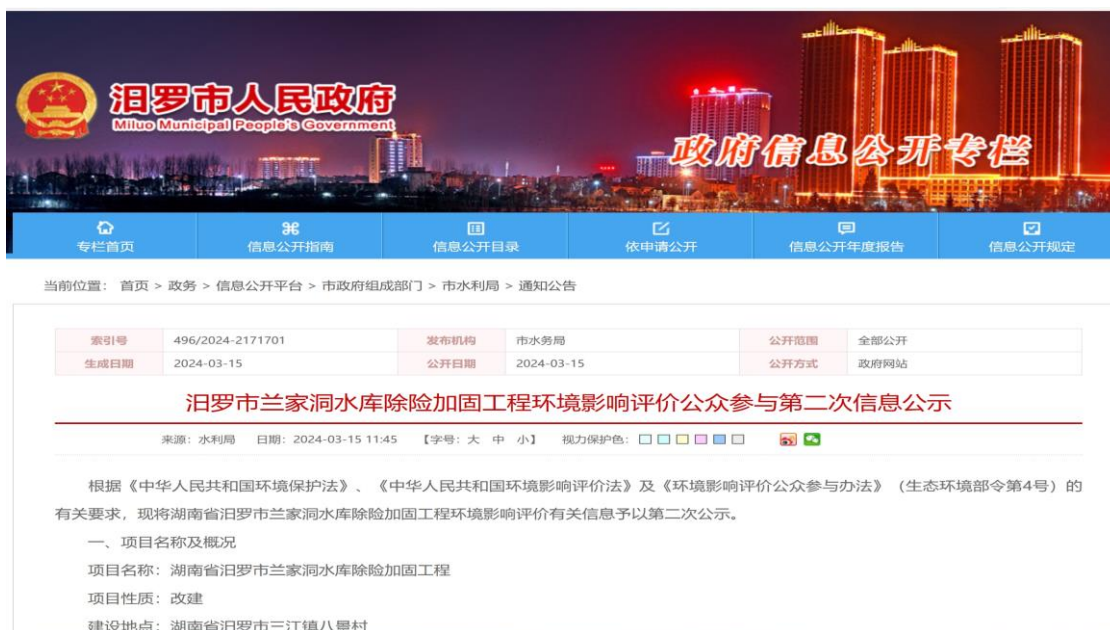 汨罗市人民政府
Miluo Municipal People's Government
政府信息公开专栏
专栏首页 信息公开指南 信息公开目录 依申请公开 信息公开年度报告 信息公开规定
当前位置： 首页 > 政务 > 信息公开平台 > 市政府组成部门 > 市水利局 > 通知公告
索引号 496/2024-2171701 发布机构 市水务局 公开范围 全部公开
生成日期 2024-03-15 公开日期 2024-03-15 公开方式 政府网站
汨罗市兰家洞水库除险加固工程环境影响评价公众参与第二次信息公示
来源：水利局 日期：2024-03-15 11:45 【字号：大 中 小】 视力保护色：
根据《中华人民共和国环境保护法》、《中华人民共和国环境影响评价法》及《环境影响评价公众参与办法》（生态环境部令第4号）的
有关要求，现将湖南省汨罗市兰家洞水库除险加固工程环境影响评价有关信息予以第二次公示。
一、项目名称及概况
项目名称：湖南省汨罗市兰家洞水库除险加固工程
项目性质：改建
建设地点：湖南省汨罗市三江镇八景村